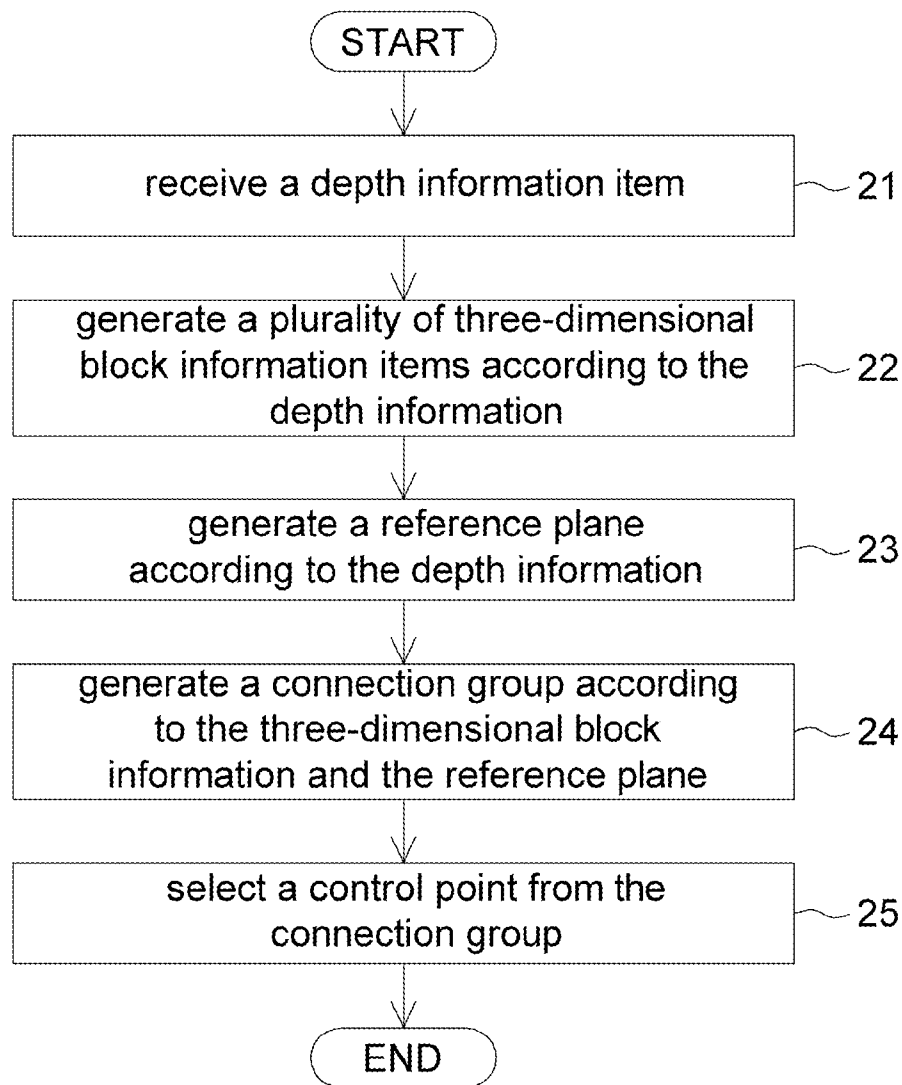 START
receive a depth information item
21
generate a plurality of three-dimensional
block information items according to the
depth information
22
generate a reference plane
according to the depth information
23
generate a connection group according
to the three-dimensional block
information and the reference plane
24
select a control point from the
connection group
25
END